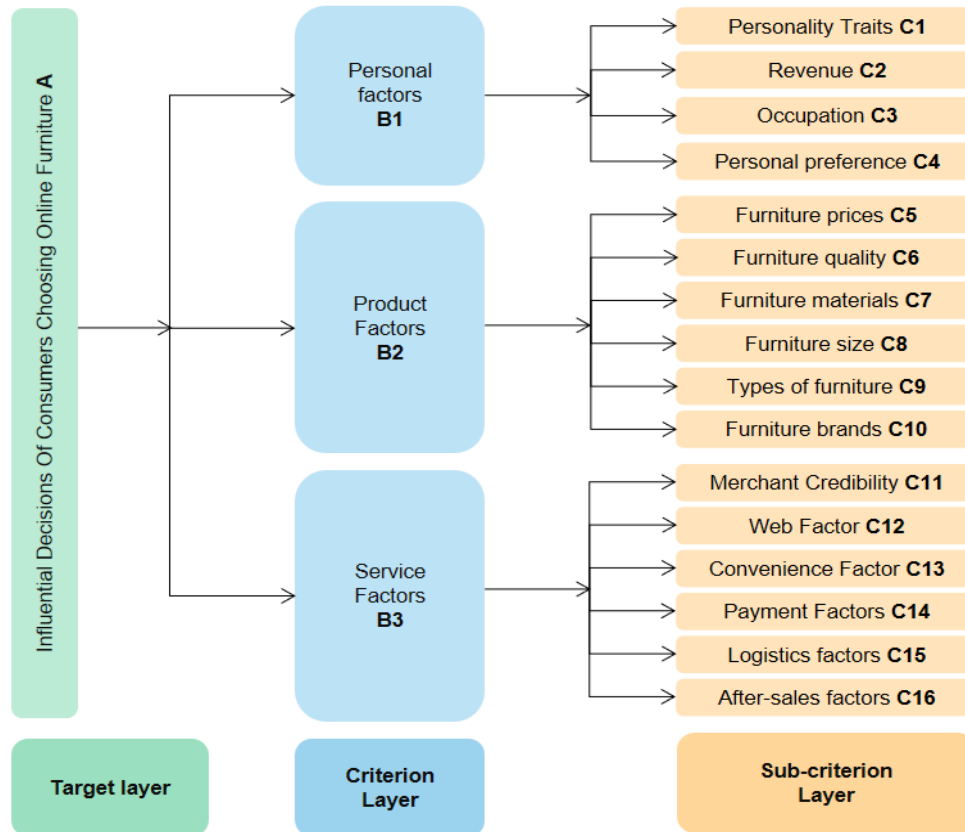 Influential Decisions Of Consumers Choosing Online Furniture A
Personal
factors
B1
Personality Traits C1
Revenue C2
Occupation C3
Personal preference C4
Product
Factors
B2
Furniture prices C5
Furniture quality C6
Furniture materials C7
Furniture size C8
Types of furniture C9
Furniture brands C10
Service
Factors
B3
Merchant Credibility C11
Web Factor C12
Convenience Factor C13
Payment Factors C14
Logistics factors C15
After-sales factors C16
Target layer
Criterion
Layer
Sub-criterion
Layer